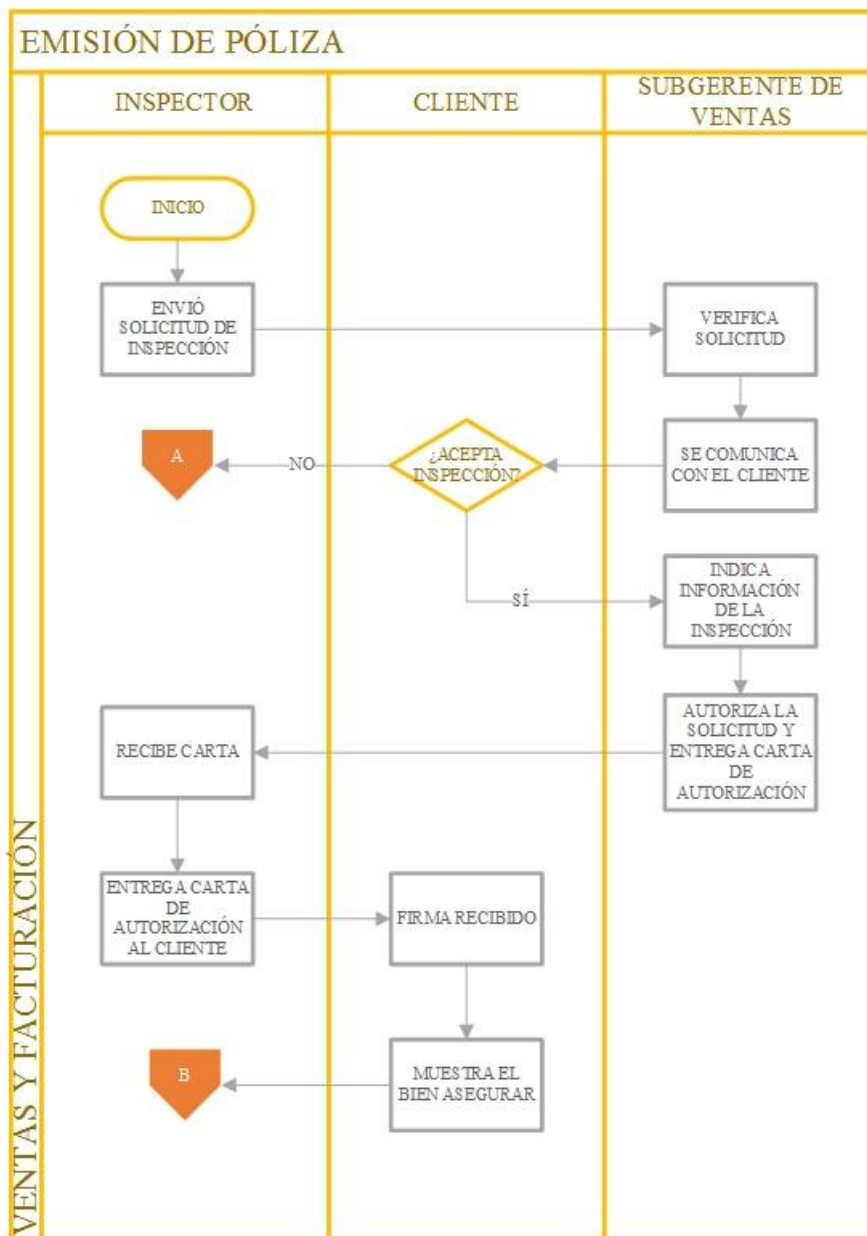 EMISIÓN DE PÓLIZA
INSPECTOR
CLIENTE
SUBGERENTE DE
VENTAS
INICIO
ENVIÓ
SOLICITUD DE
INSPECCIÓN
VERIFICA
SOLICITUD
A
NO
¿ACEPTA
INSPECCIÓN?
SE COMUNICA
CON EL CLIENTE
SÍ
INDICA
INFORMACIÓN
DE LA
INSPECCIÓN
RECIBE CARTA
AUTORIZA LA
SOLICITUD Y
ENTREGA CARTA
DE
AUTORIZACIÓN
ENTREGA CARTA
DE
AUTORIZACIÓN
AL CLIENTE
FIRMA RECIBIDO
B
MUESTRA EL
BIEN ASEGURAR
VENTAS Y FACTURACIÓN